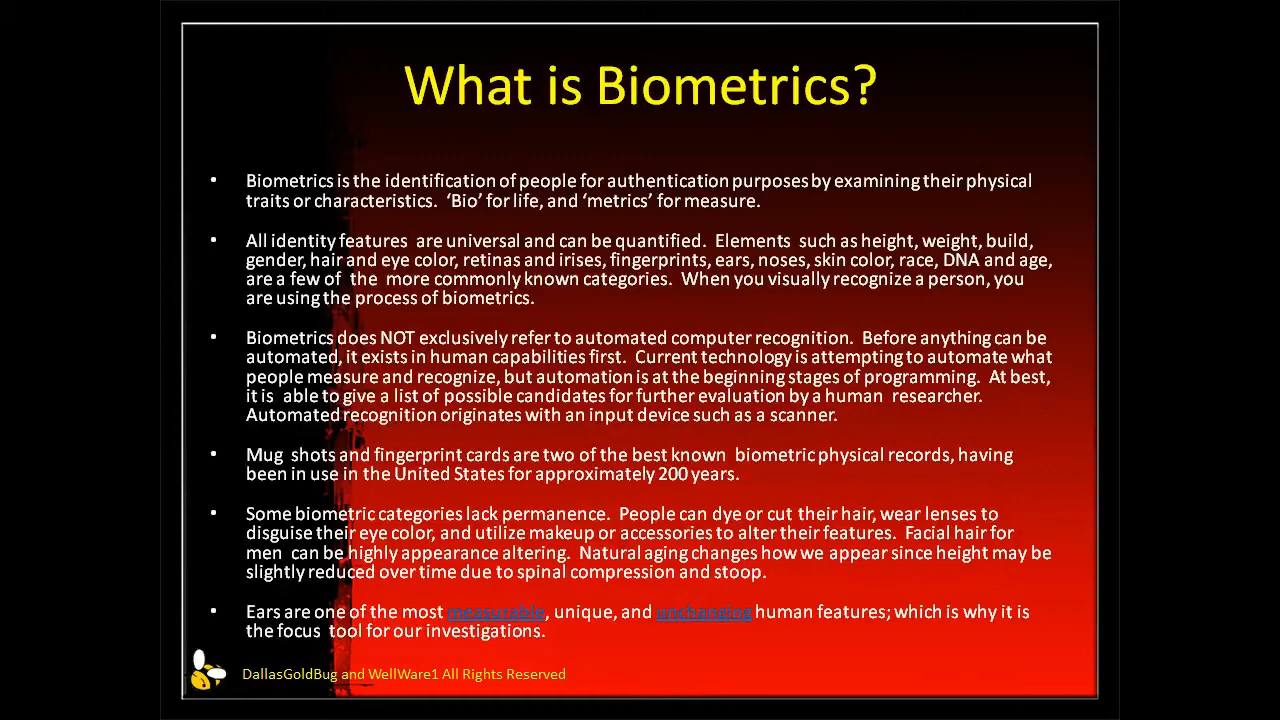 What is Biometrics?
• Biometrics is the identification of people for authentication purposes by examining their physical
traits or characteristics. ‘Bio’ for life, and ‘metrics’ for measure.
• All identity features are universal and can be quantified. Elements such as height, weight, build,
gender, hair and eye color, retinas and irises, fingerprints, ears, noses, skin color, race, DNA and age,
are a few of the more commonly known categories. When you visually recognize a person, you
are using the process of biometrics.
• Biometrics does NOT exclusively refer to automated computer recognition. Before anything can be
automated, it exists in human capabilities first. Current technology is attempting to automate what
people measure and recognize, but automation is at the beginning stages of programming. At best,
it is able to give a list of possible candidates for further evaluation by a human researcher.
Automated recognition originates with an input device such as a scanner.
• Mug shots and fingerprint cards are two of the best known biometric physical records, having
been in use in the United States for approximately 200 years.
• Some biometric categories lack permanence. People can dye or cut their hair, wear lenses to
disguise their eye color, and utilize makeup or accessories to alter their features. Facial hair for
men can be highly appearance altering. Natural aging changes how we appear since height may be
slightly reduced over time due to spinal compression and stoop.
• Ears are one of the most measurable, unique, and unchanging human features; which is why it is
the focus tool for our investigations.
DallasGoldBug and WellWare1 All Rights Reserved